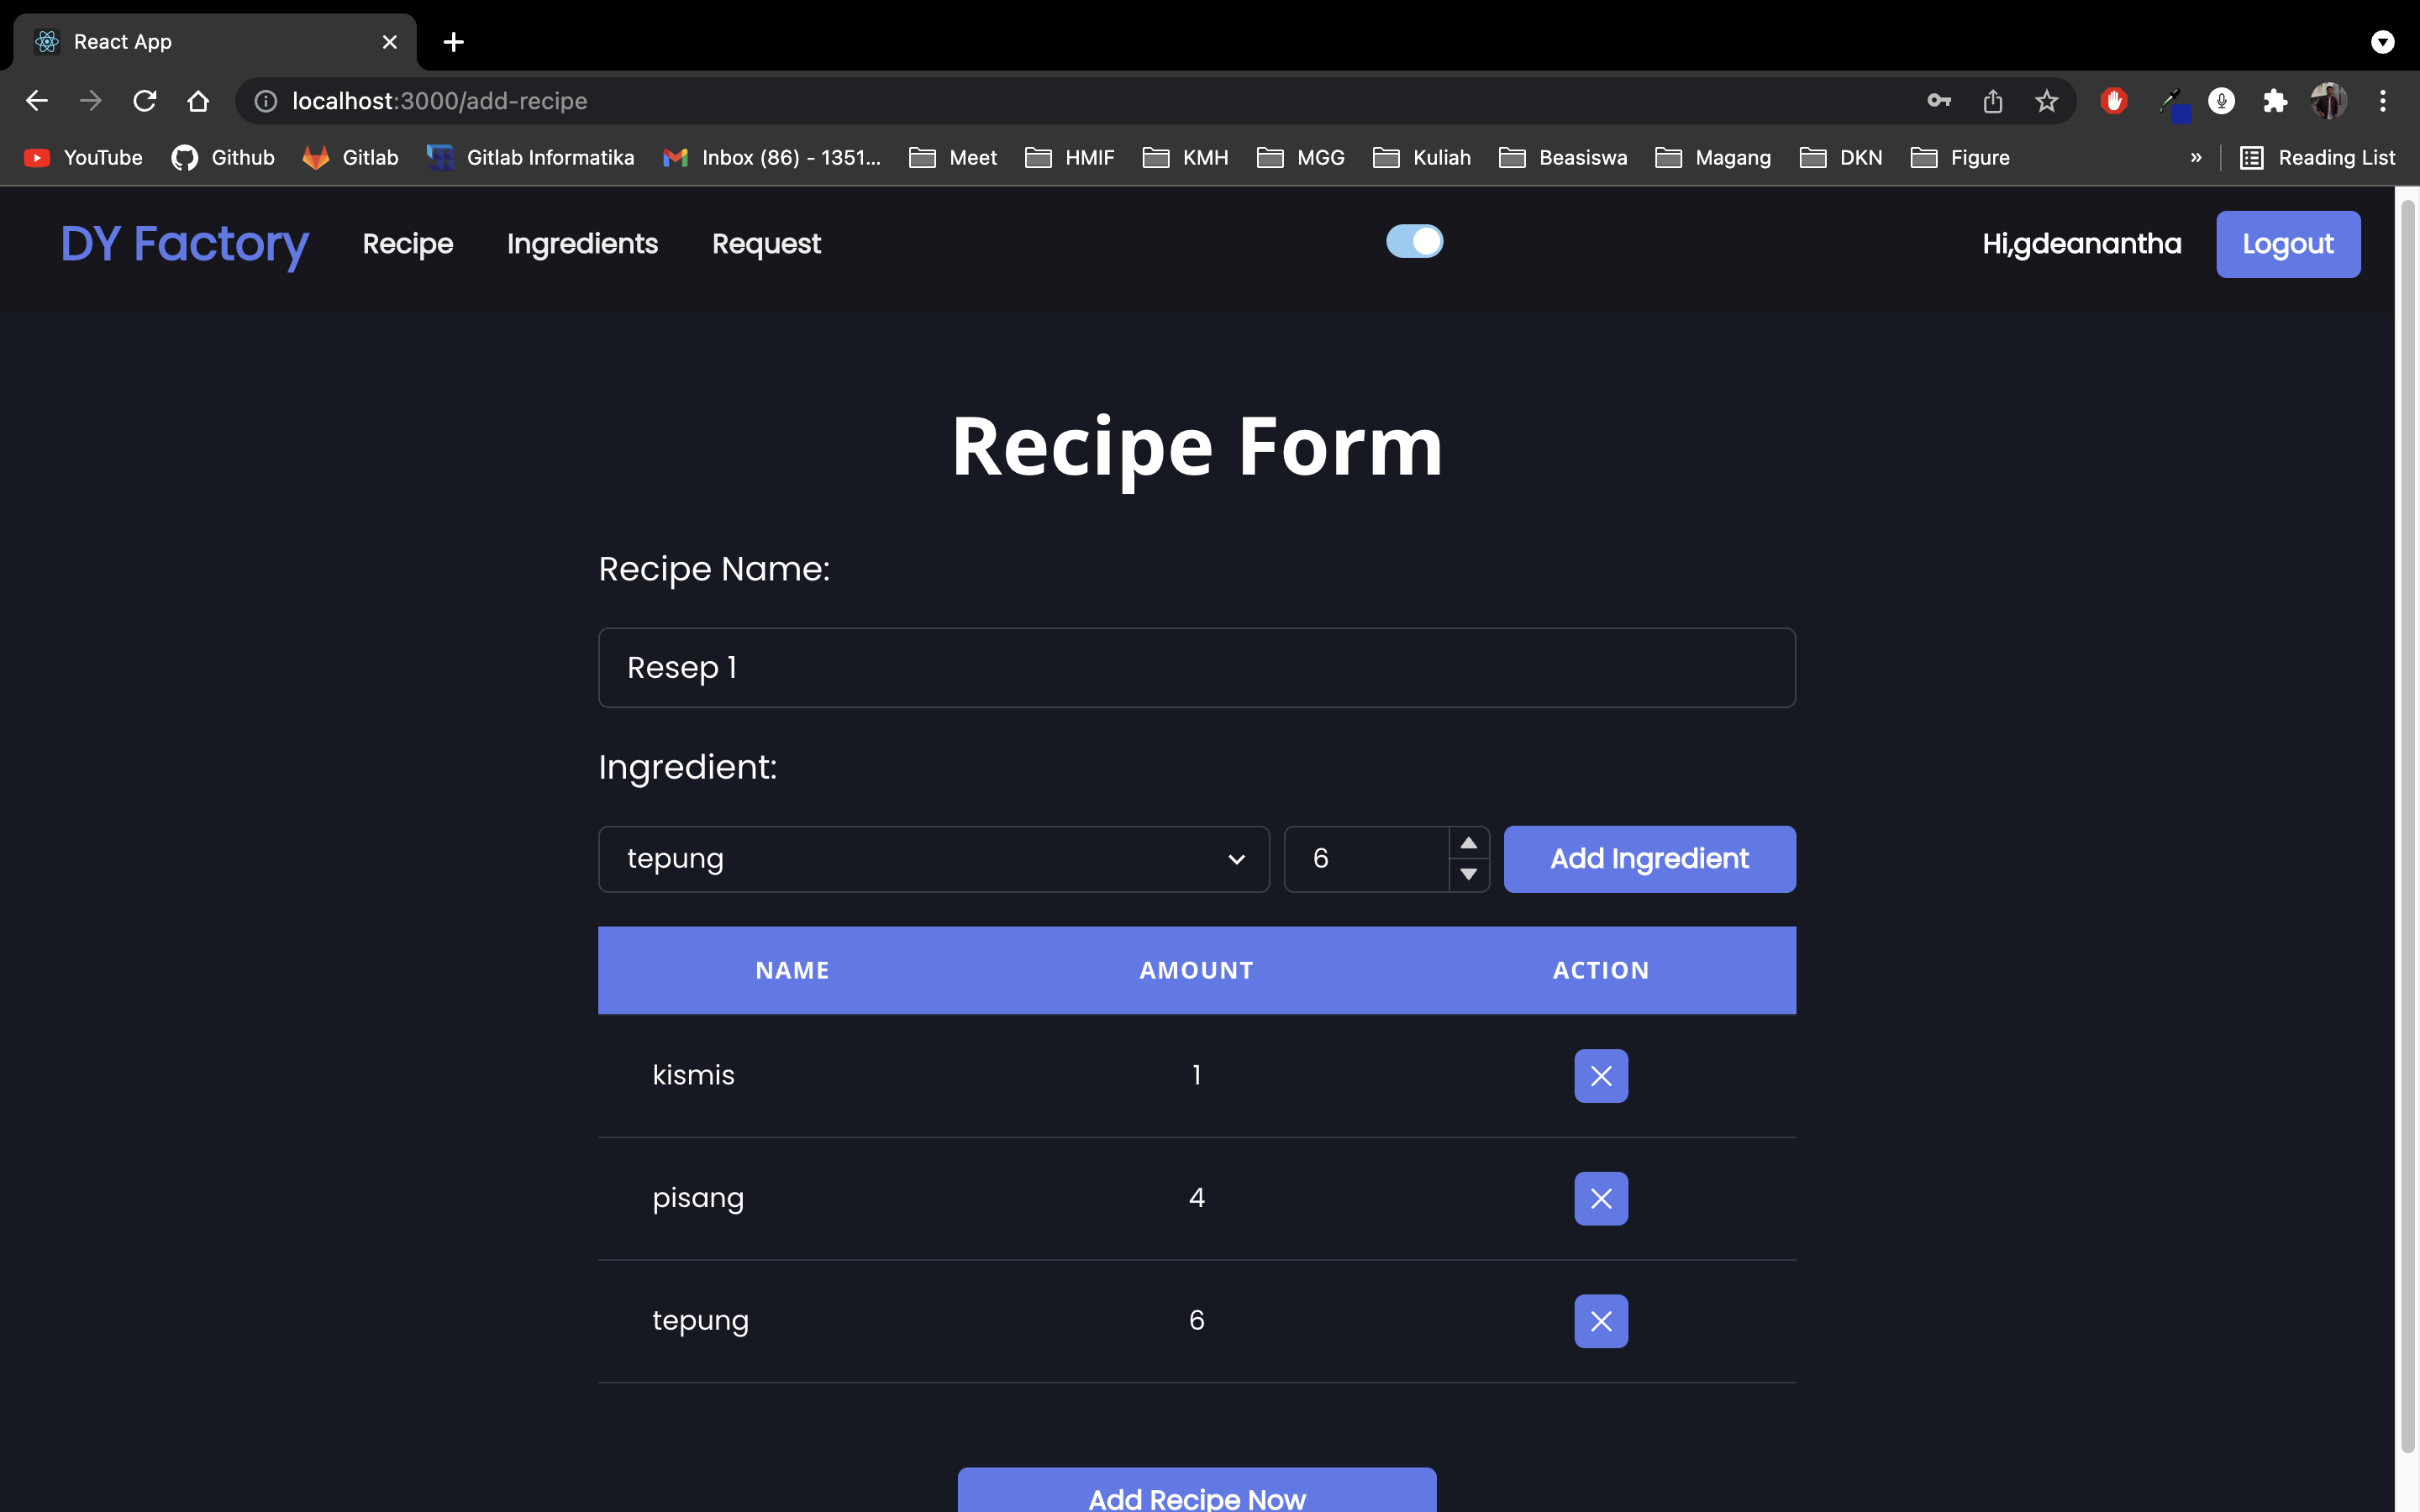 React App
localhost:3000/add-recipe
YouTube Github Gitlab Gitlab Informatika Inbox (86) - 1351... Meet HMIF KMH MGG Kuliah Beasiswa Magang DKN Figure » Reading List
DY Factory Recipe Ingredients Request Hi,gdeanantha Logout
Recipe Form
Recipe Name:
Resep 1
Ingredient:
tepung 6 Add Ingredient
NAME AMOUNT ACTION
kismis 1
pisang 4
tepung 6
Add Recipe Now